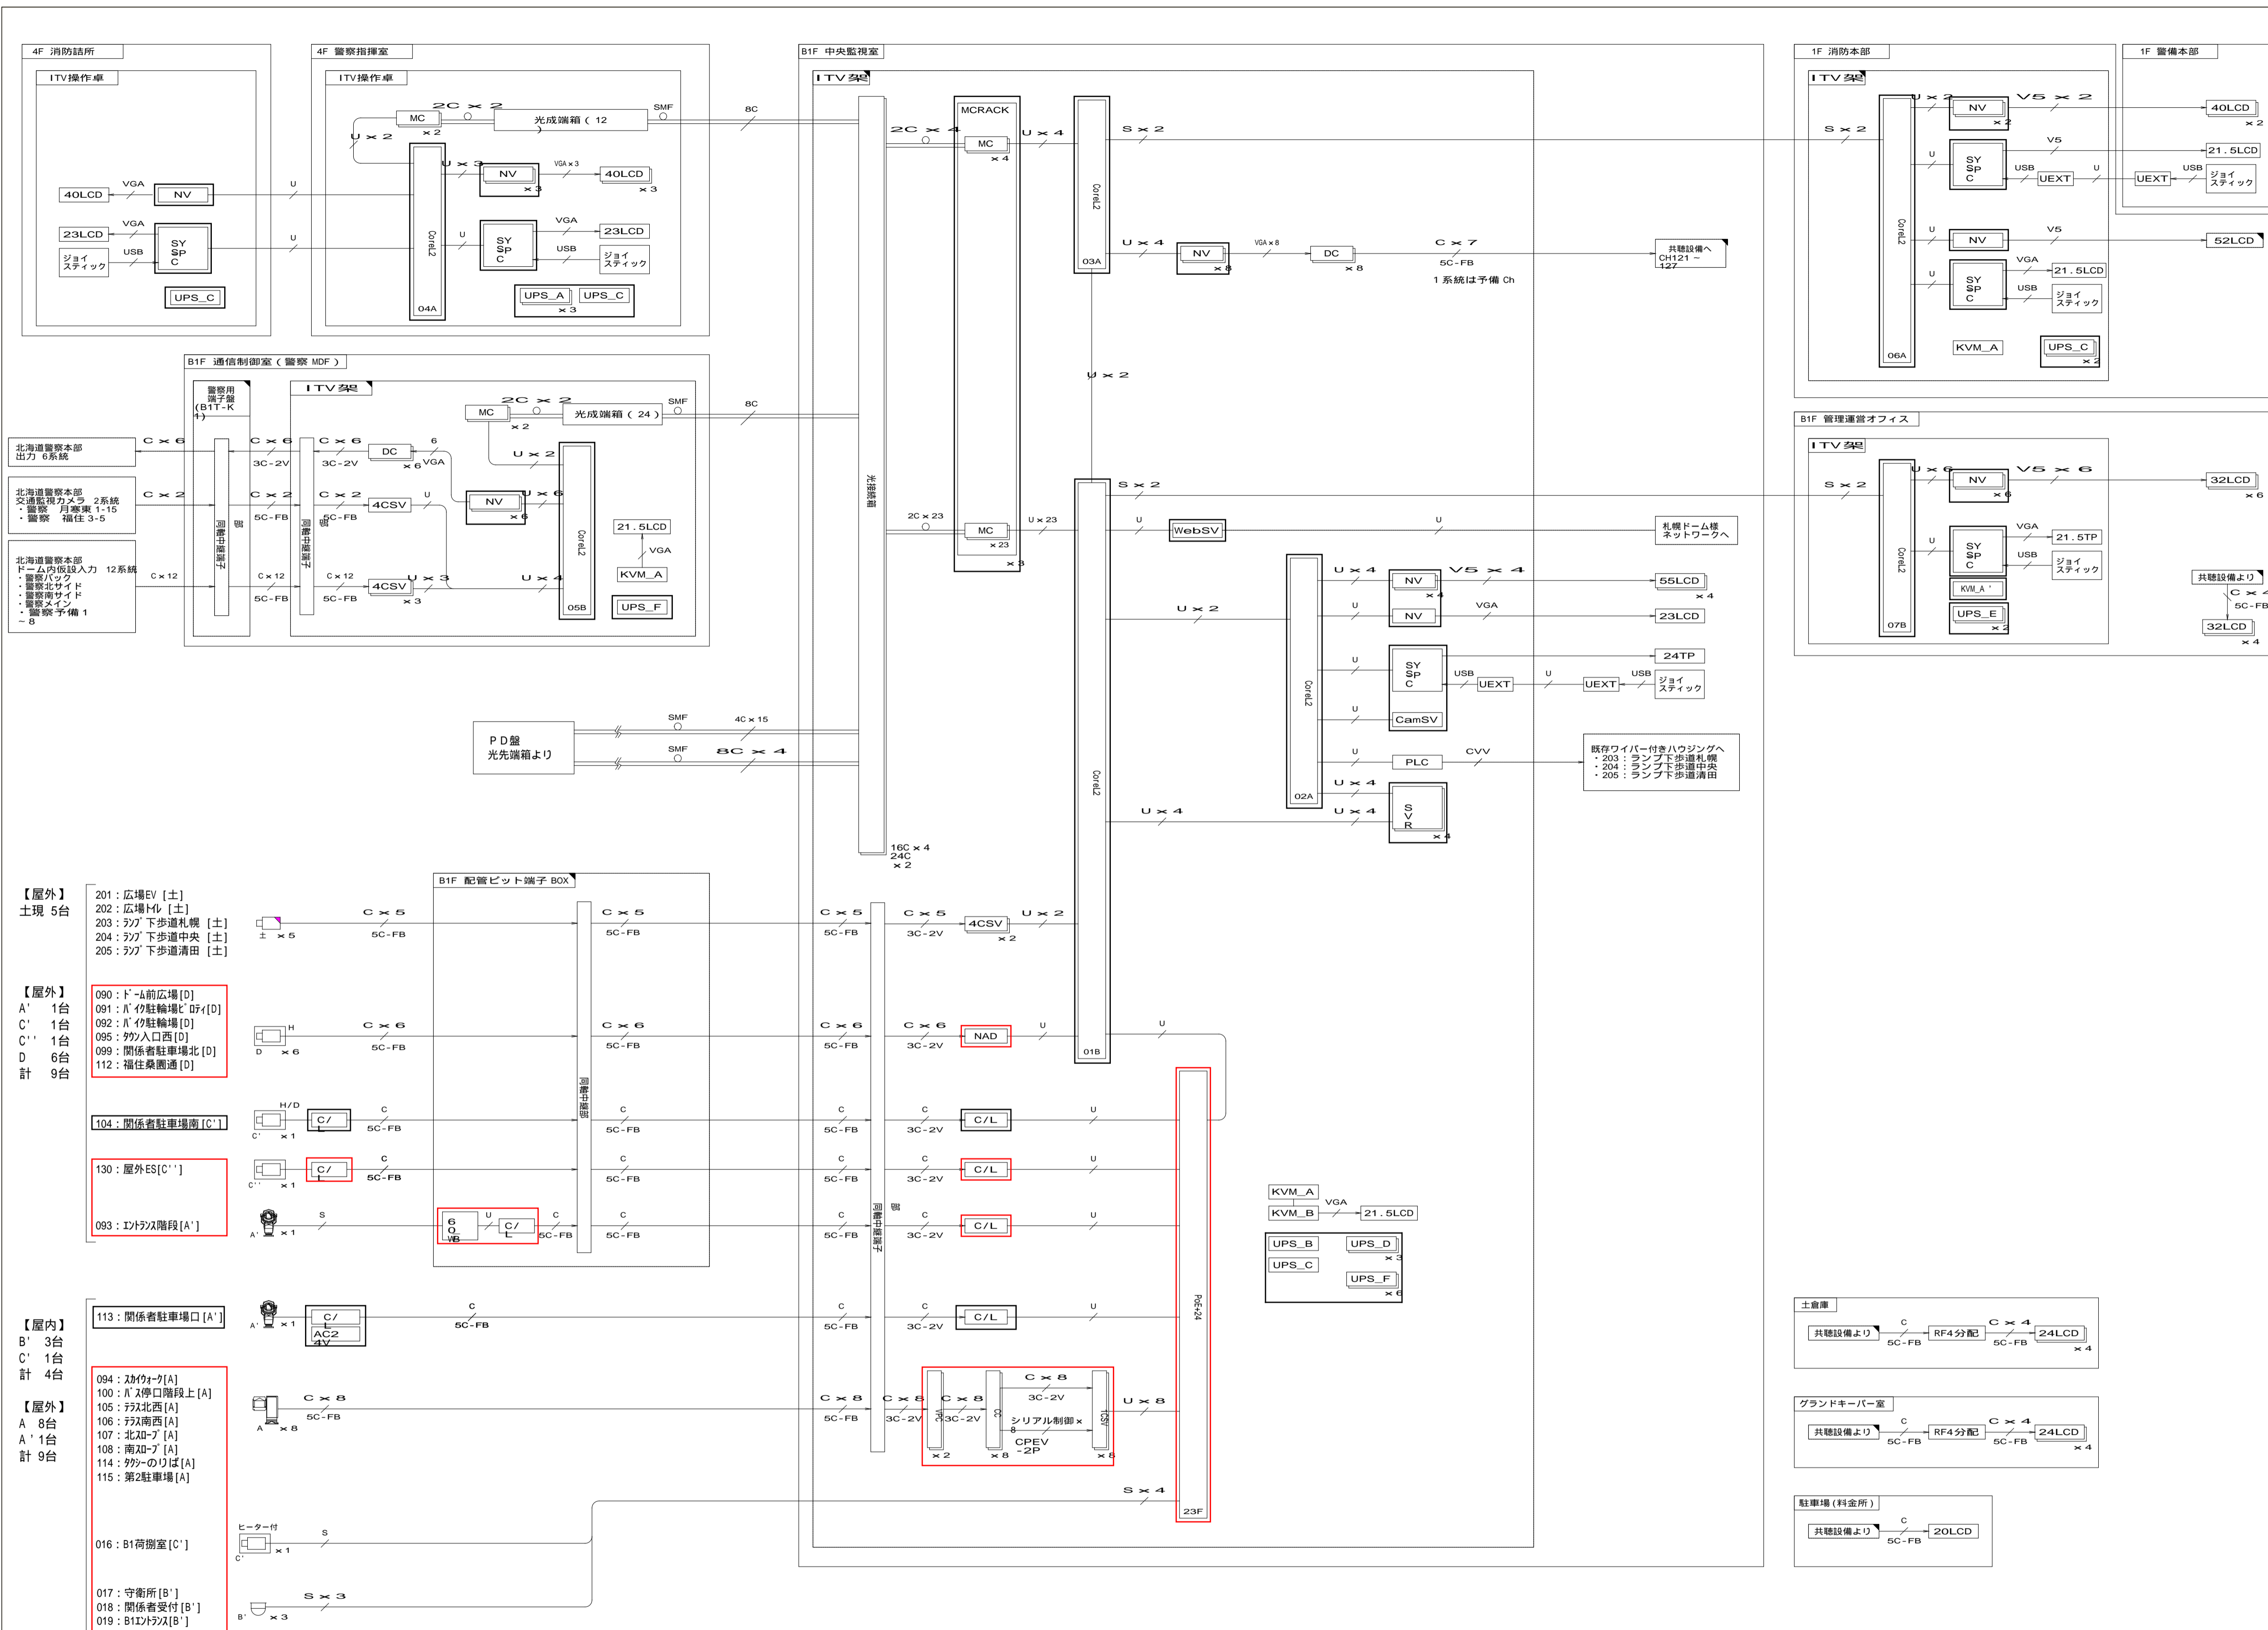 4F 消防詰所
ITV操作卓
40LCD
VGA
NV
U
23LCD
VGA
ジョイ
スティック
USB
SY
SP
C
U
UPS_C
4F 警察指揮室
ITV操作卓
MC
× 2
2C × 2
光成端箱 ( 12
)
SMF
8C
U × 2
CoreL2
04A
U × 3
NV
× 3
VGA × 3
40LCD
× 3
U
SY
SP
C
VGA
23LCD
USB
ジョイ
スティック
UPS_A
× 3
UPS_C
B1F 通信制御室 ( 警察 MDF )
警察用
端子盤
(B1T-K
1)
ITV架
MC
× 2
2C × 2
光成端箱 ( 24 )
SMF
8C
U × 2
北海道警察本部
出力 6系統
C × 6
C × 6
3C-2V
C × 6
3C-2V
DC
× 6
6
VGA
NV
× 6
U × 6
北海道警察本部
交通監視カメラ 2系統
・警察 月寒東 1-15
・警察 福住 3-5
C × 2
C × 2
5C-FB
C × 2
5C-FB
4CSV
U
同軸中継端子
部
同軸中継端子
部
北海道警察本部
ドーム内仮設入力 12系統
・警察バック
・警察北サイド
・警察南サイド
・警察メイン
・警察予備 1
~ 8
C × 12
C × 12
5C-FB
C × 12
5C-FB
4CSV
× 3
U × 3
U × 4
CoreL2
05B
21.5LCD
VGA
KVM_A
UPS_F
PD盤
光先端箱より
SMF
4C × 15
SMF
8C × 4
B1F 中央監視室
ITV架
光接続箱
16C × 4
24C
× 2
MCRACK
× 3
2C × 4
MC
× 4
U × 4
2C × 23
MC
× 23
U × 23
CoreL2
03A
S × 2
U × 4
NV
× 8
VGA × 8
DC
× 8
C × 7
5C-FB
1系統は予備 Ch
共聴設備へ
CH121 ~
127
U × 2
CoreL2
01B
S × 2
U
WebSV
U
札幌ドーム様
ネットワークへ
U × 2
CoreL2
02A
U × 4
NV
× 4
V5 × 4
55LCD
× 4
U
NV
VGA
23LCD
U
SY
SP
C
24TP
USB
UEXT
U
UEXT
USB
ジョイ
スティック
U
CamSV
U
PLC
CVV
既存ワイパー付きハウジングへ
・203 : ランプ下歩道札幌
・204 : ランプ下歩道中央
・205 : ランプ下歩道清田
U × 4
U × 4
U × 4
S
V
R
× 4
1F 消防本部
ITV架
S × 2
CoreL2
06A
U × 2
NV
× 2
V5 × 2
U
SY
SP
C
V5
USB
UEXT
U
U
NV
V5
U
SY
SP
C
VGA
21.5LCD
USB
ジョイ
スティック
KVM_A
UPS_C
× 2
1F 警備本部
40LCD
× 2
21.5LCD
UEXT
USB
ジョイ
スティック
52LCD
B1F 管理運営オフィス
ITV架
S × 2
CoreL2
07B
U × 6
NV
× 6
V5 × 6
32LCD
× 6
U
SY
SP
C
VGA
21.5TP
USB
ジョイ
スティック
KVM_A '
UPS_E
× 2
共聴設備より
C × 4
5C-FB
32LCD
× 4
【屋外】
土現 5台
201 : 広場EV [土]
202 : 広場トイレ [土]
203 : ランプ下歩道札幌 [土]
204 : ランプ下歩道中央 [土]
205 : ランプ下歩道清田 [土]
土 × 5
C × 5
5C-FB
B1F 配管ピット端子 BOX
同軸中継部
C × 5
5C-FB
C × 5
5C-FB
C × 5
3C-2V
4CSV
× 2
U × 2
【屋外】
A' 1台
C' 1台
C'' 1台
D 6台
計 9台
090 : ドーム前広場[D]
091 : バイク駐輪場ピロティ[D]
092 : バイク駐輪場[D]
095 : タウン入口西[D]
099 : 関係者駐車場北[D]
112 : 福住桑園通[D]
H
D × 6
C × 6
5C-FB
C × 6
5C-FB
C × 6
5C-FB
C × 6
3C-2V
NAD
U
U
104 : 関係者駐車場南[C']
H/D
C' × 1
C/
L
C
5C-FB
C
5C-FB
C
5C-FB
C
3C-2V
C/L
U
130 : 屋外ES[C'']
C'' × 1
C/
L
C
5C-FB
C
5C-FB
C
5C-FB
C
3C-2V
C/L
U
093 : エントランス階段[A']
A' × 1
S
6
0
WB
U
C/
L
C
5C-FB
C
5C-FB
C
5C-FB
C
3C-2V
C/L
U
同軸中継端子
部
PoE+24
23F
KVM_A
KVM_B
VGA
21.5LCD
UPS_B
UPS_C
UPS_D
× 3
UPS_F
× 6
【屋内】
B' 3台
C' 1台
計 4台
【屋外】
A 8台
A ' 1台
計 9台
113 : 関係者駐車場口[A']
A' × 1
C/
L
AC2
4V
C
5C-FB
C
5C-FB
C
3C-2V
C/L
U
094 : スカイウォーク[A]
100 : バス停口階段上[A]
105 : テラス北西[A]
106 : テラス南西[A]
107 : 北スロープ[A]
108 : 南スロープ[A]
114 : タクシーのりば[A]
115 : 第2駐車場[A]
A × 8
C × 8
5C-FB
C × 8
5C-FB
C × 8
3C-2V
VPC
× 2
C × 8
3C-2V
CC
× 8
C × 8
3C-2V
シリアル制御 ×
8
CPEV
-2P
1CSV
× 8
U × 8
S × 4
016 : B1荷捌室[C']
ヒーター付
C' × 1
S
017 : 守衛所[B']
018 : 関係者受付[B']
019 : B1エントランス[B']
B' × 3
S × 3
土倉庫
共聴設備より
C
5C-FB
RF4分配
C × 4
5C-FB
24LCD
× 4
グランドキーパー室
共聴設備より
C
5C-FB
RF4分配
C × 4
5C-FB
24LCD
× 4
駐車場(料金所)
共聴設備より
C
5C-FB
20LCD